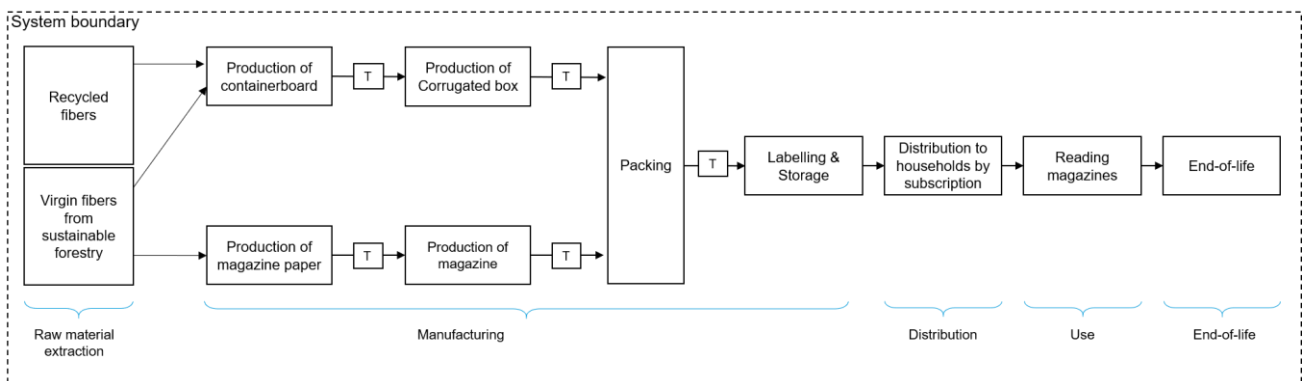 System boundary
Recycled
fibers
Virgin fibers
from
sustainable
forestry
Production of
containerboard
T
Production of
Corrugated box
T
Production of
magazine paper
T
Production of
magazine
T
Packing
T
Labelling &
Storage
Distribution to
households by
subscription
Reading
magazines
End-of-life
Raw material
extraction
Manufacturing
Distribution
Use
End-of-life